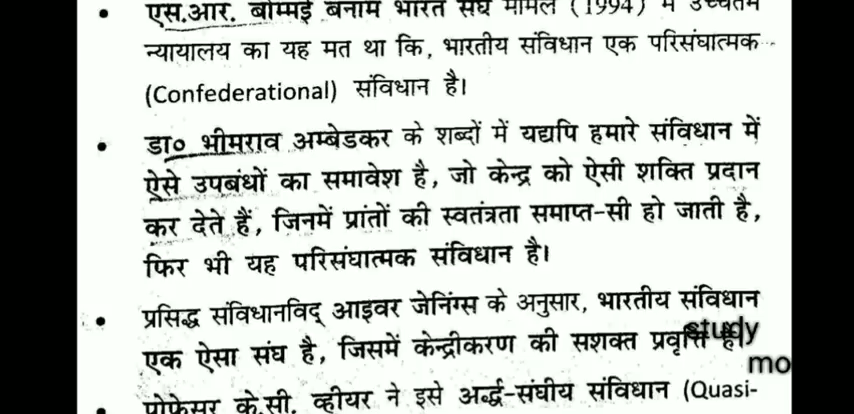 एस.आर. बोम्मई बनाम भारत संघ मामले (1994) में उच्चतम
न्यायालय का यह मत था कि, भारतीय संविधान एक परिसंघात्मक
(Confederational) संविधान है।
डा० भीमराव अम्बेडकर के शब्दों में यद्यपि हमारे संविधान में
ऐसे उपबंधों का समावेश है, जो केन्द्र को ऐसी शक्ति प्रदान
कर देते हैं, जिनमें प्रांतों की स्वतंत्रता समाप्त-सी हो जाती है,
फिर भी यह परिसंघात्मक संविधान है।
प्रसिद्ध संविधानविद् आइवर जेनिंग्स के अनुसार, भारतीय संविधान
एक ऐसा संघ है, जिसमें केन्द्रीकरण की सशक्त प्रवृत्ति है।
study
mo
प्रोफेसर के.सी. व्हीयर ने इसे अर्द्ध-संघीय संविधान (Quasi-